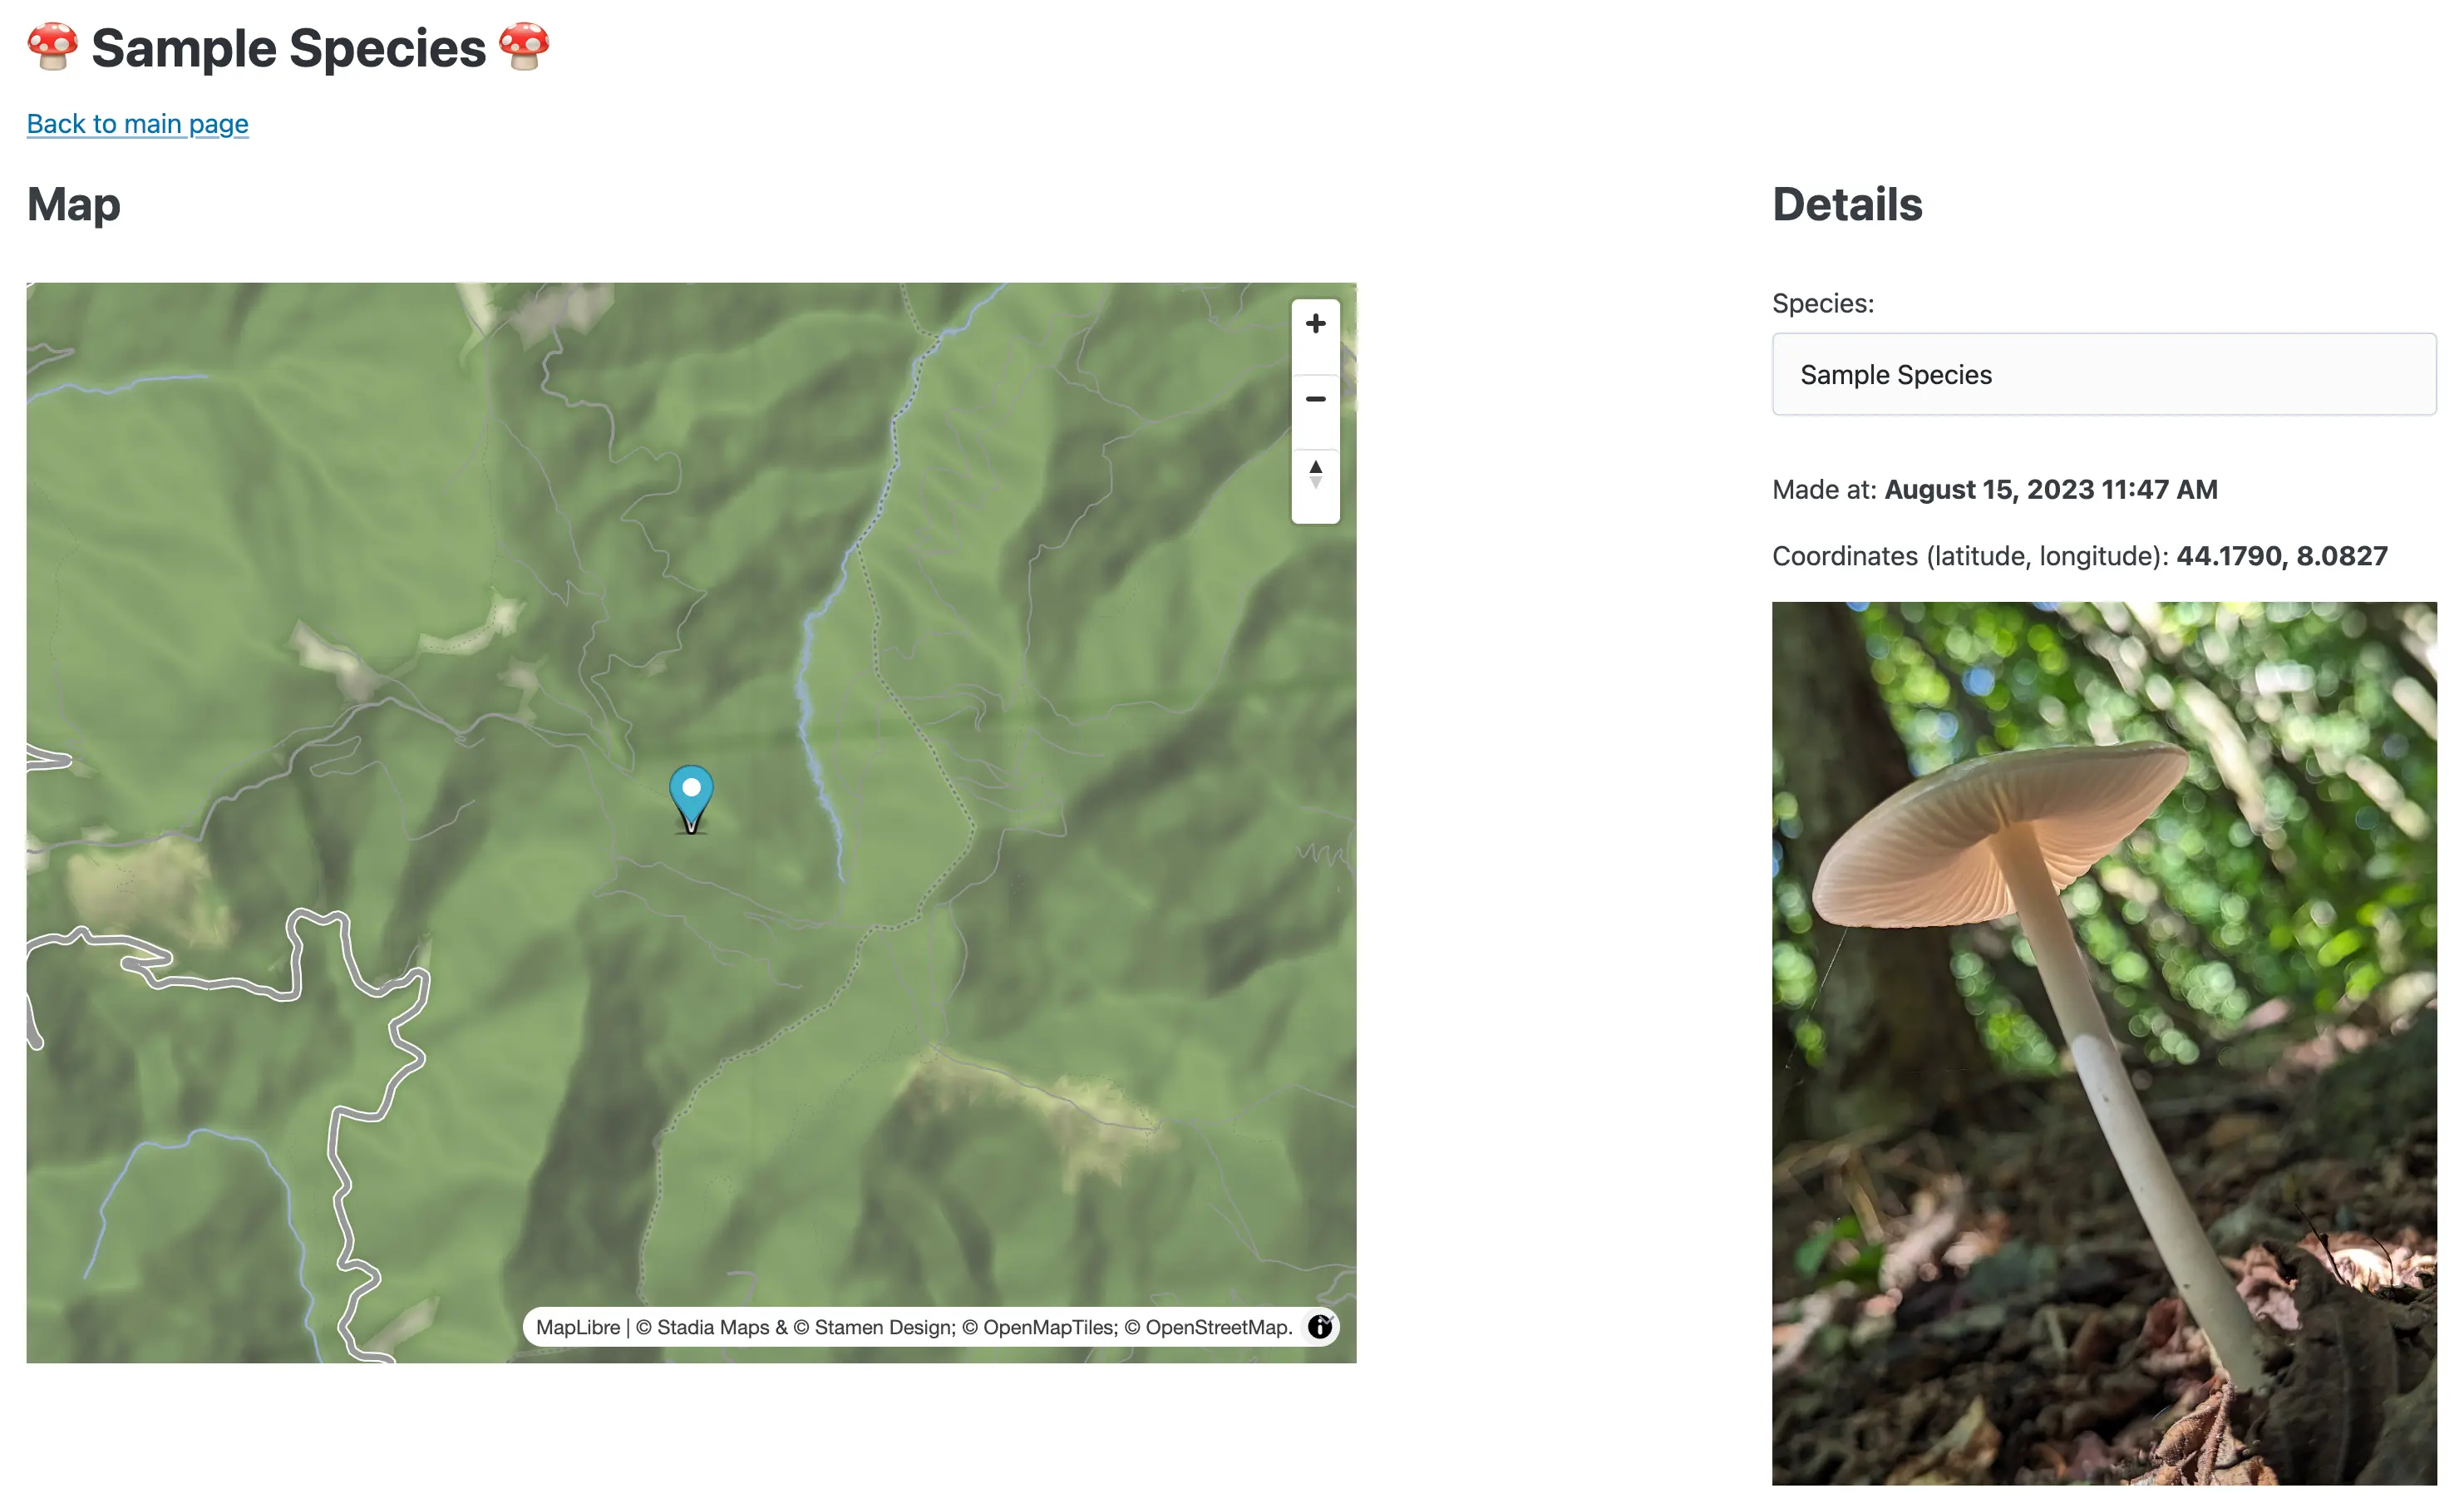 Sample Species
Back to main page
Map
Details
Species:
Sample Species
Made at: August 15, 2023 11:47 AM
Coordinates (latitude, longitude): 44.1790, 8.0827
MapLibre | © Stadia Maps & © Stamen Design; © OpenMapTiles; © OpenStreetMap.